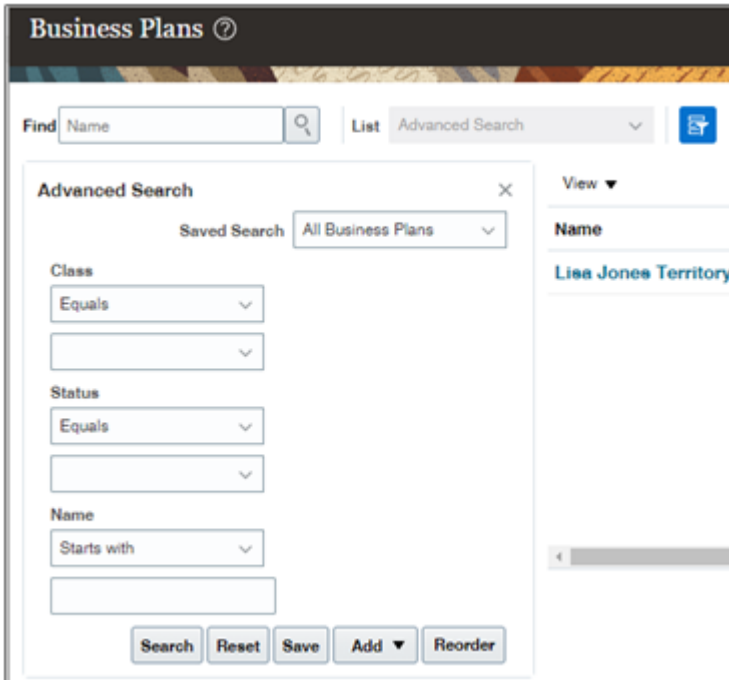 Business Plans ?
Find Name List Advanced Search
Advanced Search
Saved Search All Business Plans
Class
Equals
Status
Equals
Name
Starts with
Search Reset Save Add Reorder
View
Name
Lisa Jones Territory